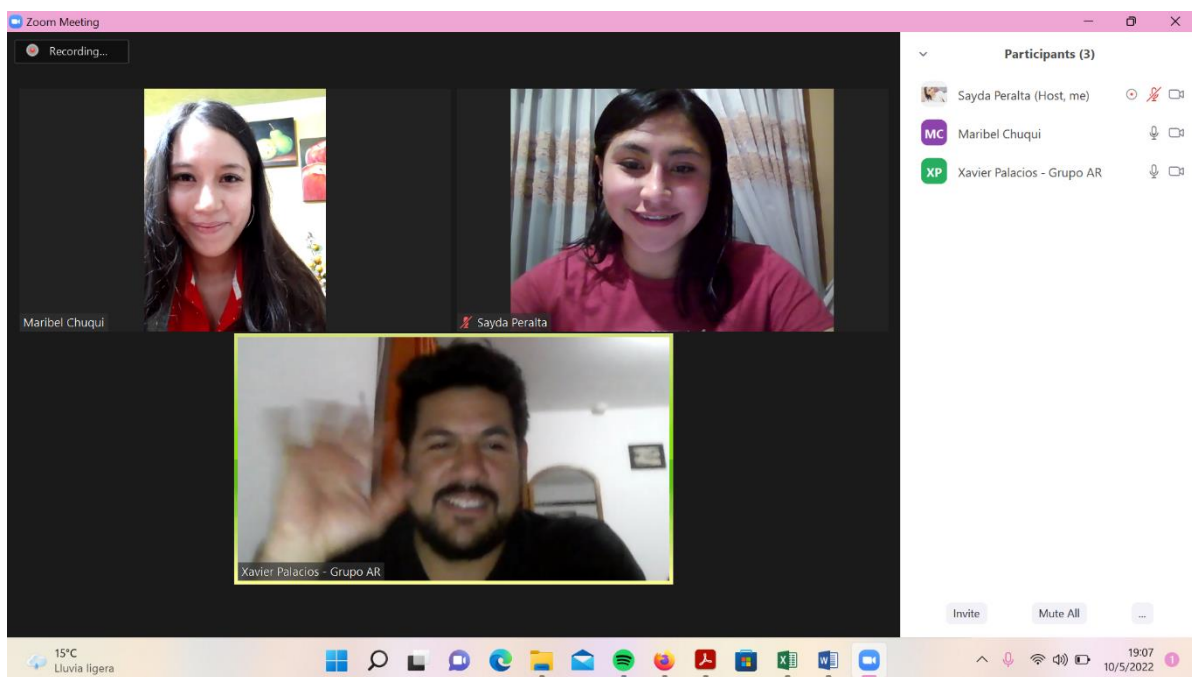 Zoom Meeting
Recording...
Participants (3)
Sayda Peralta (Host, me)
MC Maribel Chuqui
XP Xavier Palacios - Grupo AR
Maribel Chuqui
Sayda Peralta
Xavier Palacios - Grupo AR
Invite Mute All ...
15°C
Lluvia ligera
19:07
10/5/2022
1